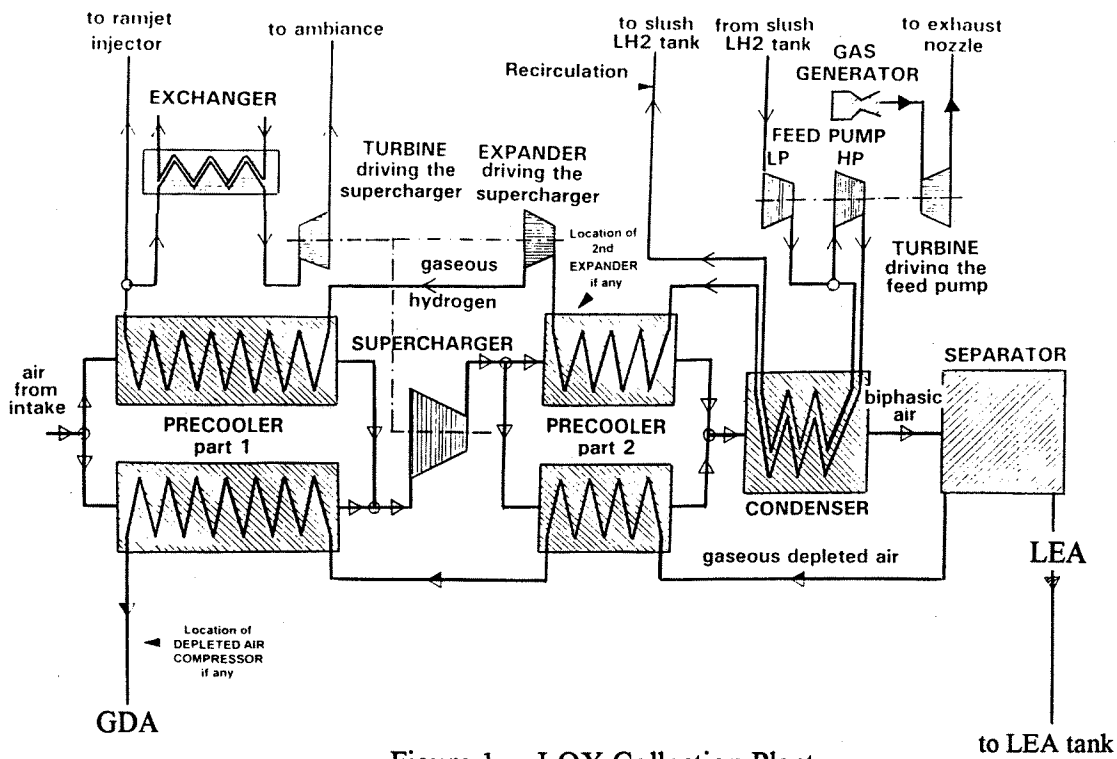 to ramjet
injector
to ambiance
to slush
LH2 tank
from slush
LH2 tank
to exhaust
nozzle
Recirculation
GAS
GENERATOR
EXCHANGER
FEED PUMP
LP
HP
TURBINE
driving the
supercharger
EXPANDER
driving the
supercharger
Location of
2nd
EXPANDER
if any
TURBINE
driving the
feed pump
gaseous
hydrogen
SUPERCHARGER
SEPARATOR
air
from
intake
PRECOOLER
part 1
PRECOOLER
part 2
biphasic
air
CONDENSER
gaseous depleted air
LEA
Location of
DEPLETED AIR
COMPRESSOR
if any
GDA
to LEA tank
Figure 1 LOX Collection Plant